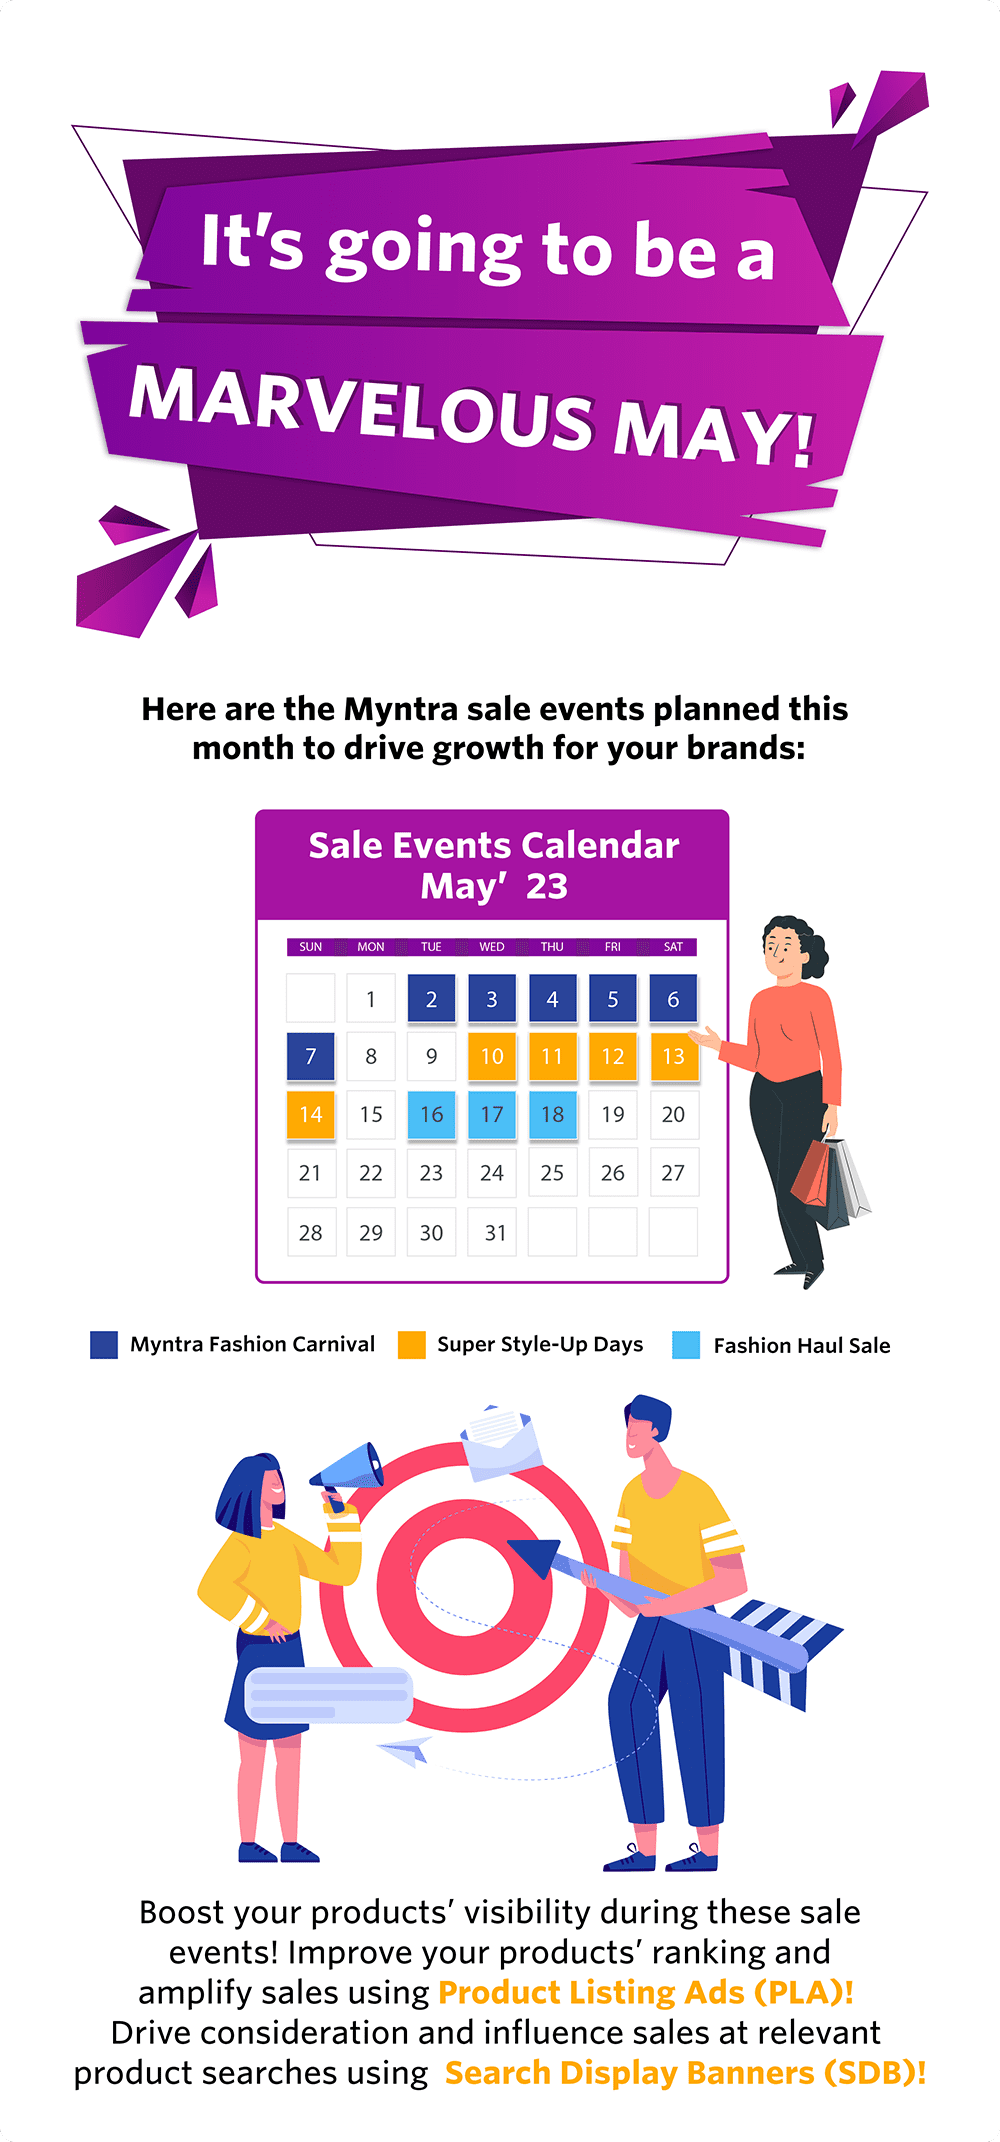 It's going to be a
MARVELOUS MAY!
Here are the Myntra sale events planned this
month to drive growth for your brands:
Sale Events Calendar
May' 23
SUN MON TUE WED THU FRI SAT
1 2 3 4 5 6
7 8 9 10 11 12 13
14 15 16 17 18 19 20
21 22 23 24 25 26 27
28 29 30 31
Myntra Fashion Carnival Super Style-Up Days Fashion Haul Sale
Boost your products' visibility during these sale
events! Improve your products' ranking and
amplify sales using Product Listing Ads (PLA)!
Drive consideration and influence sales at relevant
product searches using Search Display Banners (SDB)!